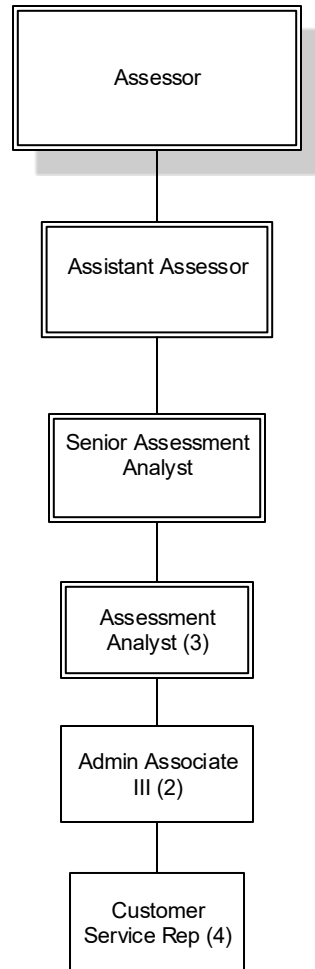 Assessor
Assistant Assessor
Senior Assessment
Analyst
Assessment
Analyst (3)
Admin Associate
III (2)
Customer
Service Rep (4)